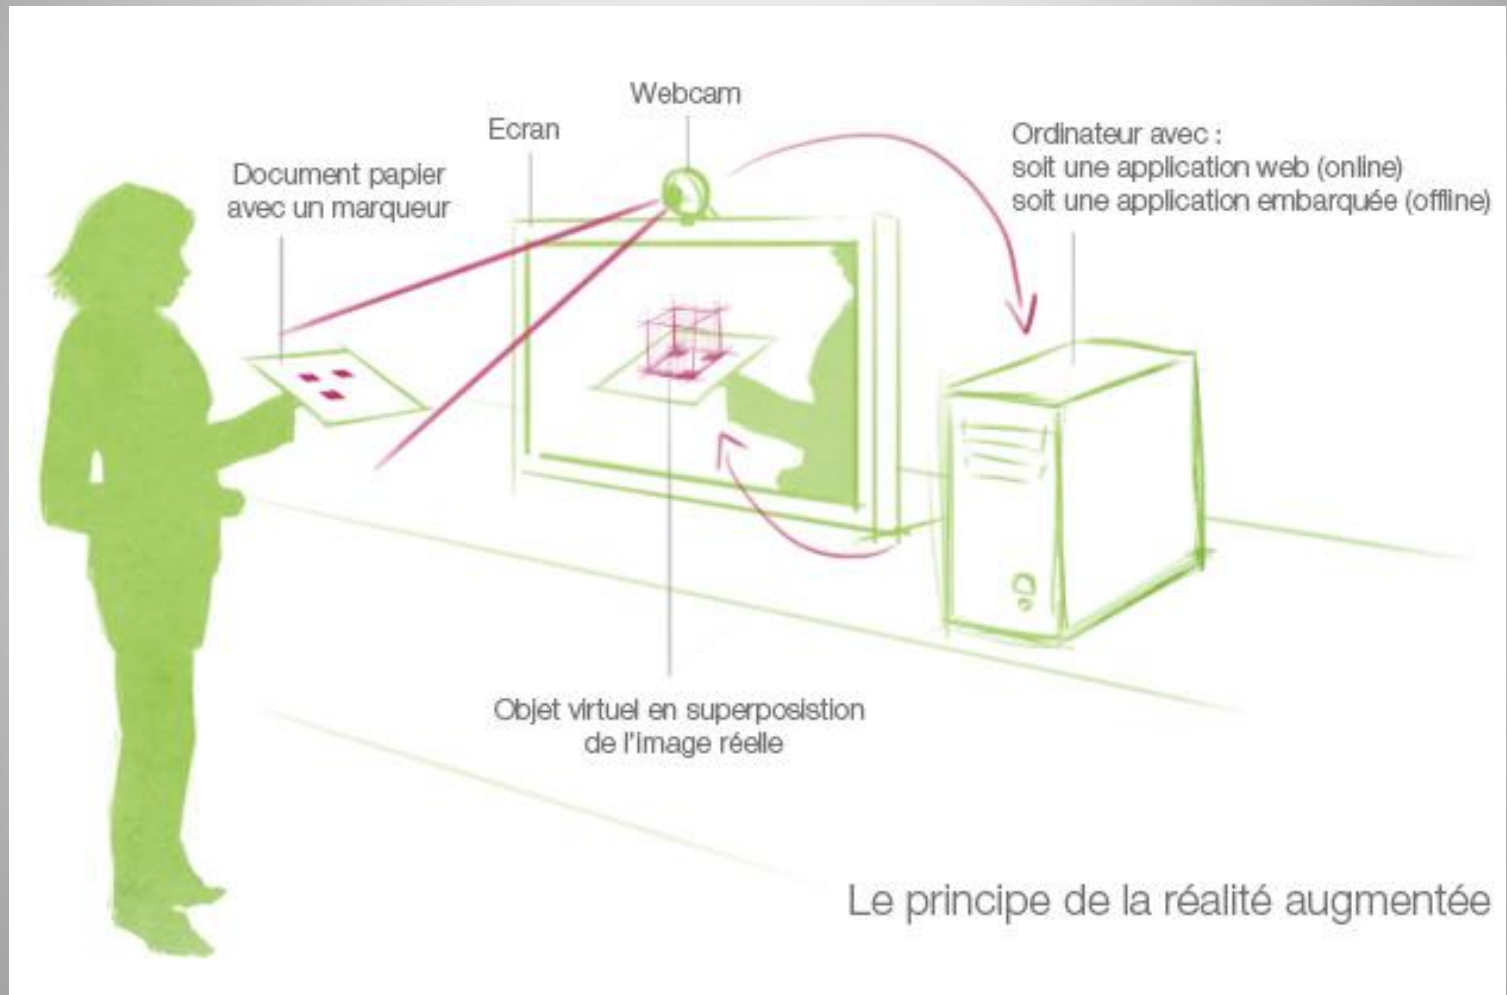 Webcam
Ecran
Document papier
avec un marqueur
Ordinateur avec :
soit une application web (online)
soit une application embarquée (offline)
Objet virtuel en superposistion
de l'image réelle
Le principe de la réalité augmentée